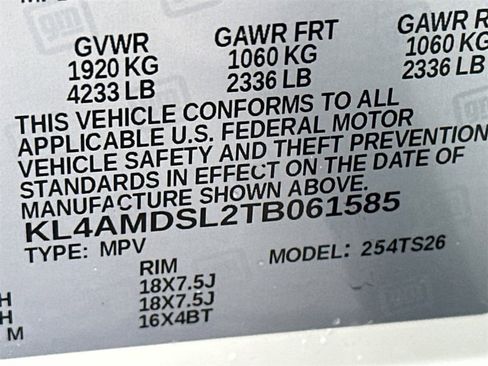 GVWR GAWR FRT GAWR R
1920 KG 1060 KG 1060 KG
4233 LB 2336 LB 2336 LB
THIS VEHICLE CONFORMS TO ALL
APPLICABLE U.S. FEDERAL MOTOR
VEHICLE SAFETY AND THEFT PREVENTION
STANDARDS IN EFFECT ON THE DATE OF
MANUFACTURE SHOWN ABOVE.
KL4AMDSL2TB061585
TYPE: MPV MODEL: 254TS26
RIM
H 18X7.5J
H 18X7.5J
M 16X4BT